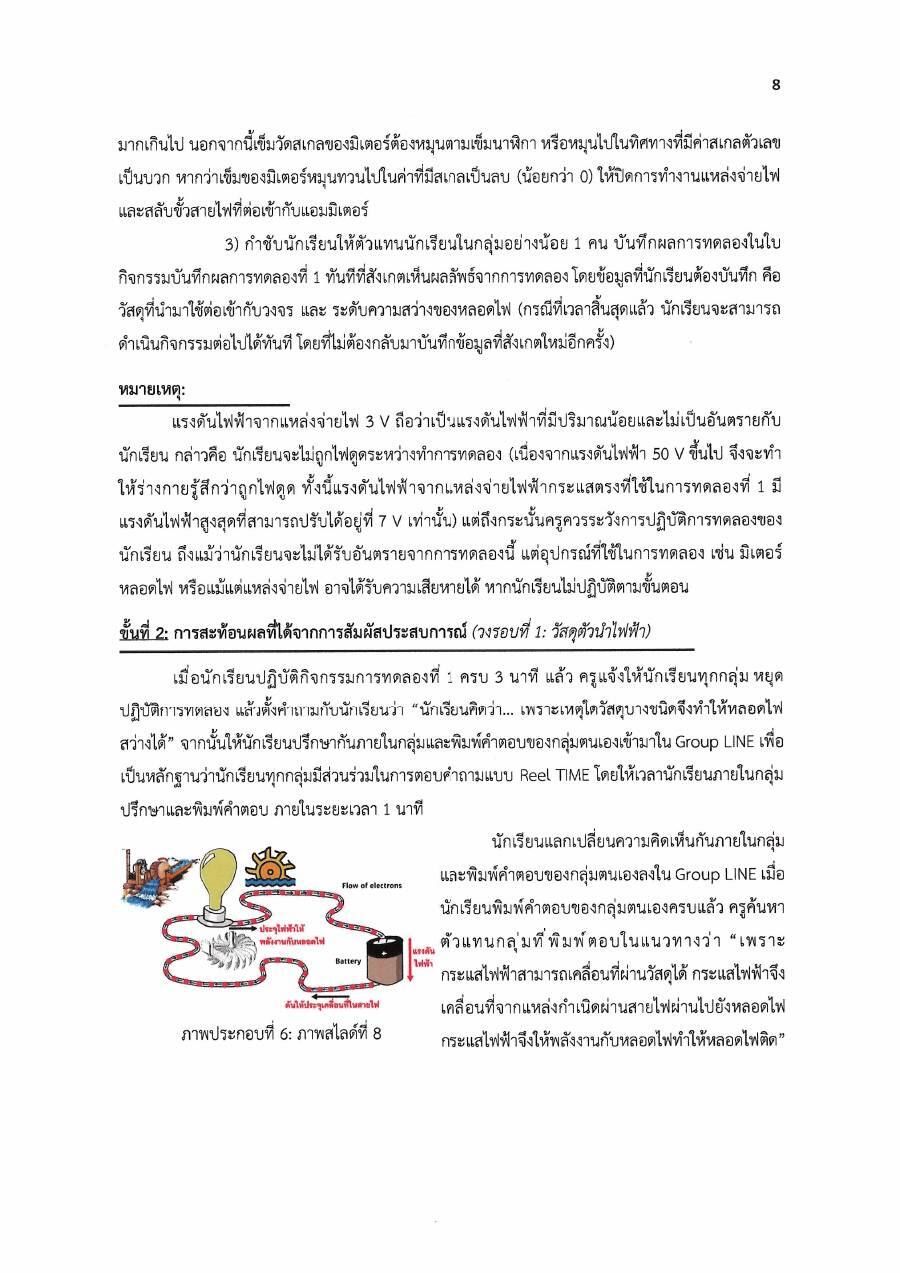 8
มากเกินไป นอกจากนี้เข็มวัดสเกลของมิเตอร์ต้องหมุนตามเข็มนาฬิกา หรือหมุนไปในทิศทางที่มีค่าสเกลตัวเลข
เป็นบวก หากว่าเข็มของมิเตอร์หมุนทวนไปในค่าที่มีสเกลเป็นลบ (น้อยกว่า 0) ให้ปิดการทำงานแหล่งจ่ายไฟ
และสลับขั้วสายไฟที่ต่อเข้ากับแอมมิเตอร์
3) กำชับนักเรียนให้ตัวแทนนักเรียนในกลุ่มอย่างน้อย 1 คน บันทึกผลการทดลองในใบ
กิจกรรมบันทึกผลการทดลองที่ 1 ทันทีที่สังเกตเห็นผลลัพธ์จากการทดลอง โดยข้อมูลที่นักเรียนต้องบันทึก คือ
วัสดุที่นำมาใช้ต่อเข้ากับวงจร และ ระดับความสว่างของหลอดไฟ (กรณีที่เวลาสิ้นสุดแล้ว นักเรียนจะสามารถ
ดำเนินกิจกรรมต่อไปได้ทันที โดยที่ไม่ต้องกลับมาบันทึกข้อมูลที่สังเกตใหม่อีกครั้ง)
หมายเหตุ:
แรงดันไฟฟ้าจากแหล่งจ่ายไฟ 3 V ถือว่าเป็นแรงดันไฟฟ้าที่มีปริมาณน้อยและไม่เป็นอันตรายกับ
นักเรียน กล่าวคือ นักเรียนจะไม่ถูกไฟดูดระหว่างทำการทดลอง (เนื่องจากแรงดันไฟฟ้า 50 V ขึ้นไป จึงจะทำ
ให้ร่างกายรู้สึกว่าถูกไฟดูด ทั้งนี้แรงดันไฟฟ้าจากแหล่งจ่ายไฟฟ้ากระแสตรงที่ใช้ในการทดลองที่ 1 มี
แรงดันไฟฟ้าสูงสุดที่สามารถปรับได้อยู่ที่ 7 V เท่านั้น) แต่ถึงกระนั้นครูควรระวังการปฏิบัติการทดลองของ
นักเรียน ถึงแม้ว่านักเรียนจะไม่ได้รับอันตรายจากการทดลองนี้ แต่อุปกรณ์ที่ใช้ในการทดลอง เช่น มิเตอร์
หลอดไฟ หรือแม้แต่แหล่งจ่ายไฟ อาจได้รับความเสียหายได้ หากนักเรียนไม่ปฏิบัติตามขั้นตอน
ขั้นที่ 2: การสะท้อนผลที่ได้จากการสัมผัสประสบการณ์ (วงรอบที่ 1: วัสดุตัวนำไฟฟ้า)
เมื่อนักเรียนปฏิบัติกิจกรรมการทดลองที่ 1 ครบ 3 นาที แล้ว ครูแจ้งให้นักเรียนทุกกลุ่ม หยุด
ปฏิบัติการทดลอง แล้วตั้งคำถามกับนักเรียนว่า “นักเรียนคิดว่า... เพราะเหตุใดวัสดุบางชนิดจึงทำให้หลอดไฟ
สว่างได้” จากนั้นให้นักเรียนปรึกษากันภายในกลุ่มและพิมพ์คำตอบของกลุ่มตนเองเข้ามาใน Group LINE เพื่อ
เป็นหลักฐานว่านักเรียนทุกกลุ่มมีส่วนร่วมในการตอบคำถามแบบ Reel TIME โดยให้เวลานักเรียนภายในกลุ่ม
ปรึกษาและพิมพ์คำตอบ ภายในระยะเวลา 1 นาที
นักเรียนแลกเปลี่ยนความคิดเห็นกันภายในกลุ่ม
และพิมพ์คำตอบของกลุ่มตนเองลงใน Group LINE เมื่อ
นักเรียนพิมพ์คำตอบของกลุ่มตนเองครบแล้ว ครูค้นหา
ตัวแทนกลุ่มที่พิมพ์ตอบในแนวทางว่า “เพราะ
กระแสไฟฟ้าสามารถเคลื่อนที่ผ่านวัสดุได้ กระแสไฟฟ้าจึง
เคลื่อนที่จากแหล่งกำเนิดผ่านสายไฟผ่านไปยังหลอดไฟ
กระแสไฟฟ้าจึงให้พลังงานกับหลอดไฟทำให้หลอดไฟติด”
Flow of electrons
ประจุไฟฟ้าให้
พลังงานกับหลอดไฟ
Battery
แรงดัน
ไฟฟ้า
ดันให้ประจุเคลื่อนที่ในสายไฟ
ภาพประกอบที่ 6: ภาพสไลด์ที่ 8